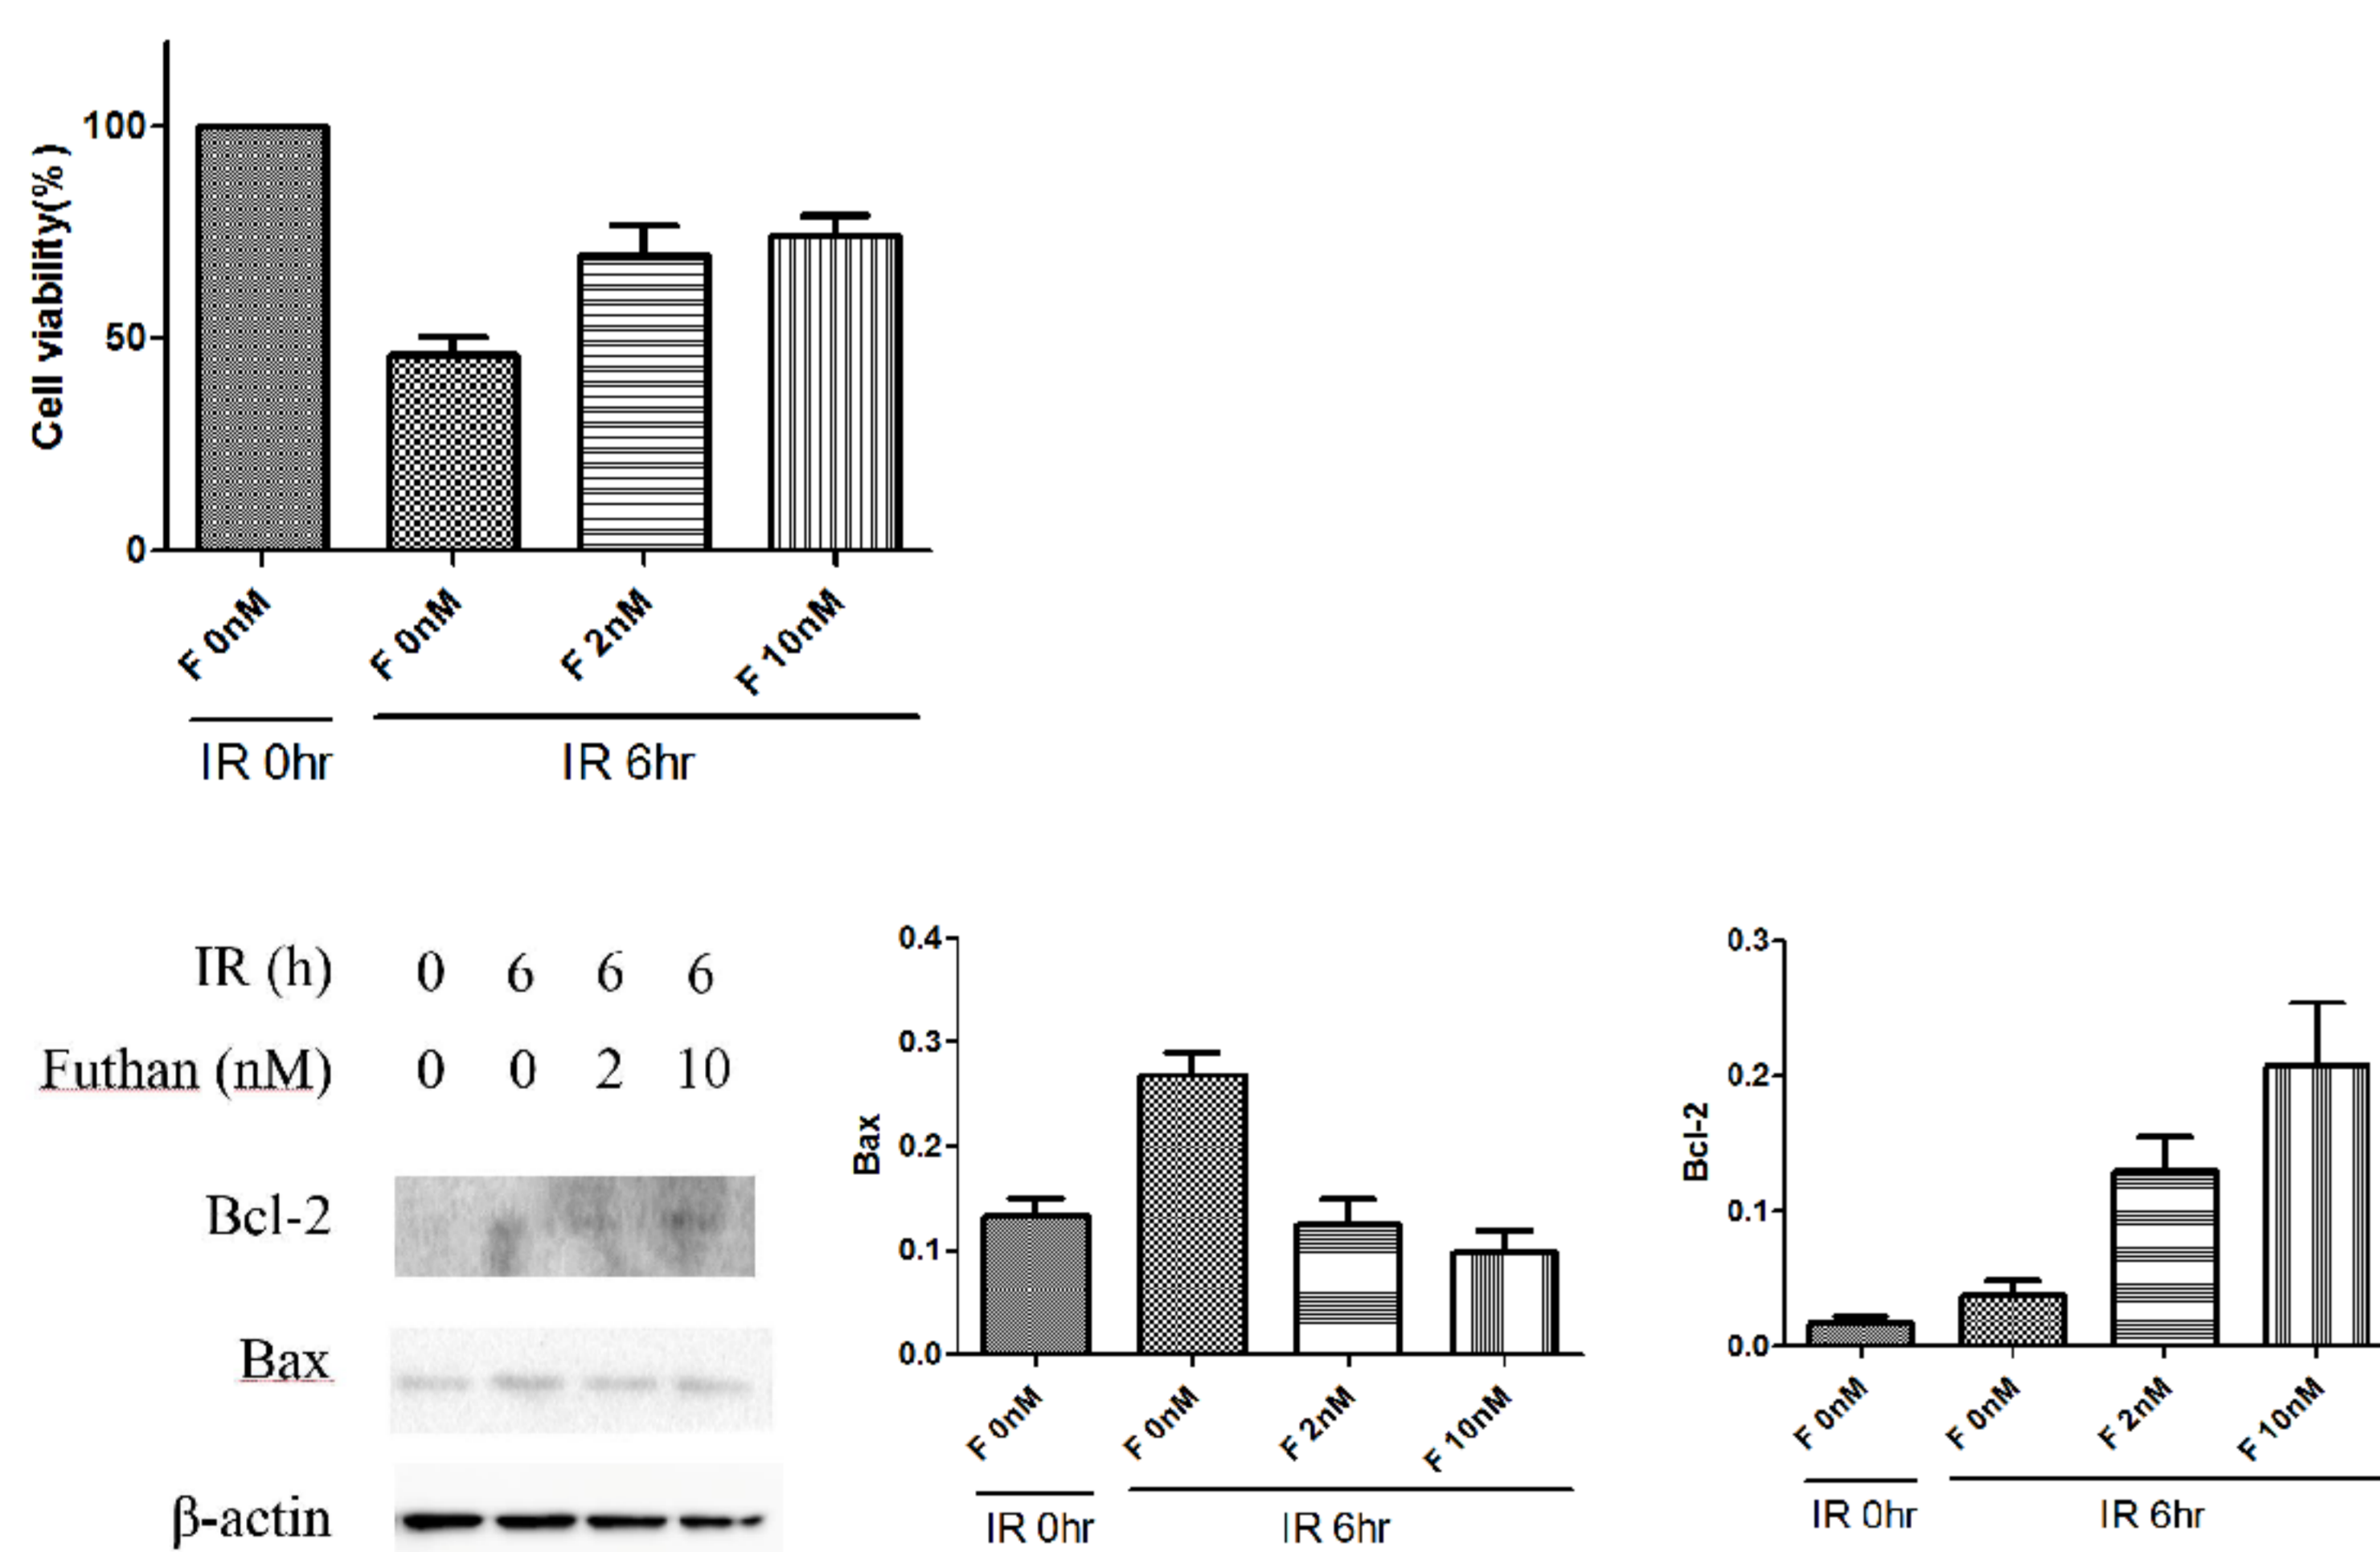 Cell viability(%)
100
50
0
F 0nM
F 0nM
F 2nM
F 10nM
IR 0hr
IR 6hr
IR (h) 0 6 6 6
Futhan (nM) 0 0 2 10
Bcl-2
Bax
β-actin
Bax
0.4
0.3
0.2
0.1
0.0
F 0nM
F 0nM
F 2nM
F 10nM
IR 0hr
IR 6hr
Bcl-2
0.3
0.2
0.1
0.0
F 0nM
F 0nM
F 2nM
F 10nM
IR 0hr
IR 6hr